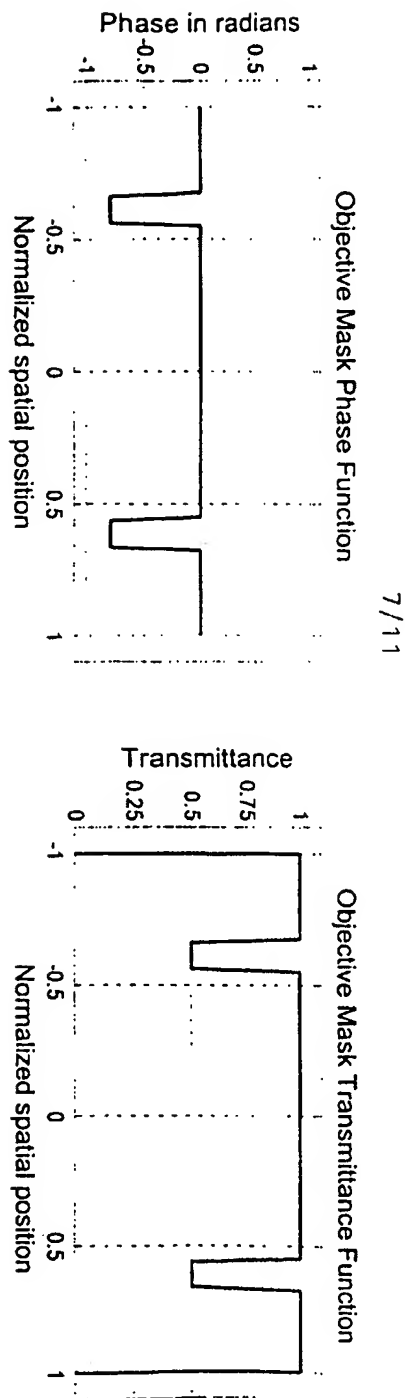 7/11
Objective Mask Phase Function
Phase in radians
1
0.5
0
-0.5
-1
-1 -0.5 0 0.5 1
Normalized spatial position
Objective Mask Transmittance Function
Transmittance
1
0.75
0.5
0.25
0
-1 -0.5 0 0.5 1
Normalized spatial position